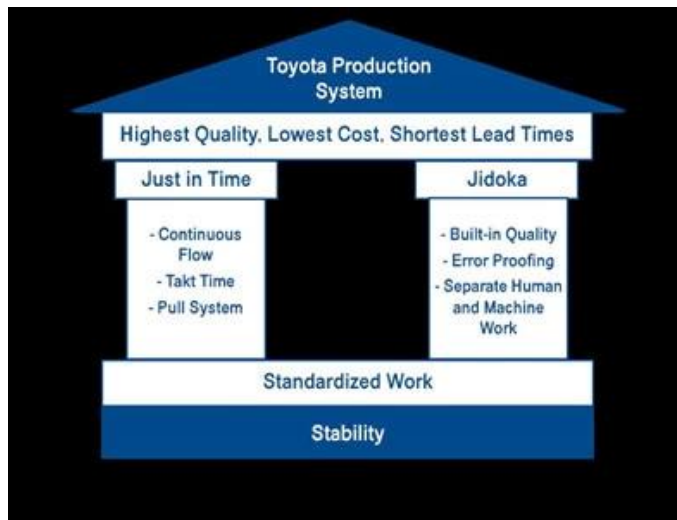 Toyota Production
System
Highest Quality, Lowest Cost, Shortest Lead Times
Just in Time
- Continuous
Flow
- Takt Time
- Pull System
Jidoka
- Built-in Quality
- Error Proofing
- Separate Human
and Machine
Work
Standardized Work
Stability